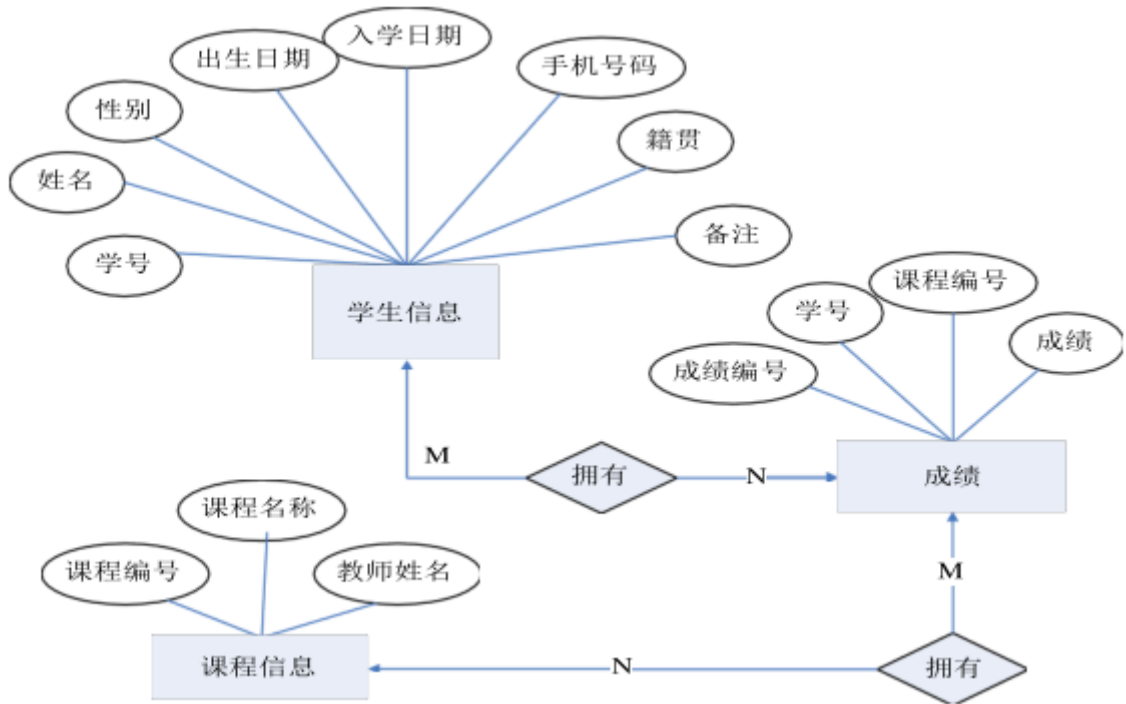 入学日期
出生日期
手机号码
性别
籍贯
姓名
备注
学号
学生信息
课程编号
学号
成绩
成绩编号
M
拥有
N
成绩
课程名称
课程编号
教师姓名
M
课程信息
N
拥有